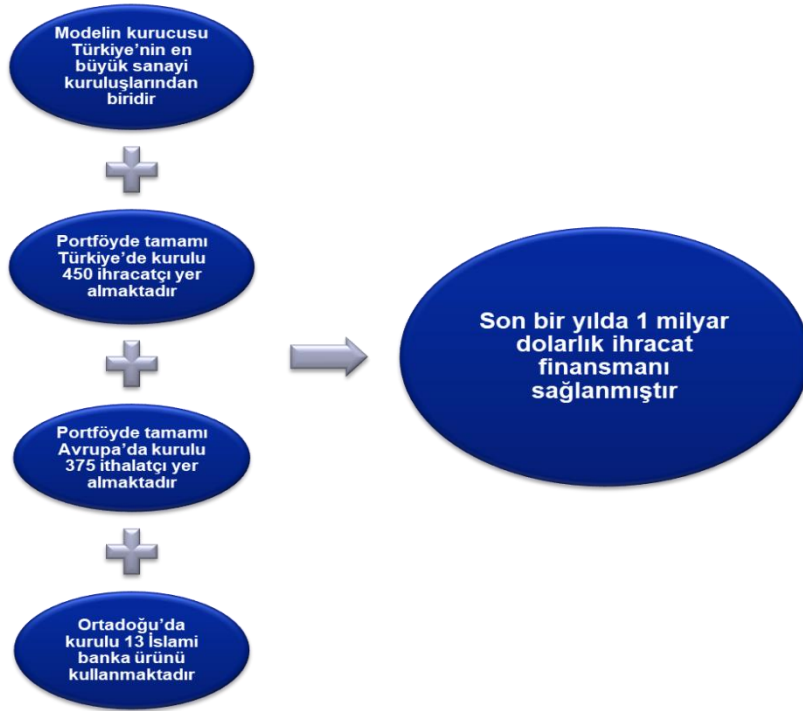 Modelin kurucusu
Türkiye’nin en
büyük sanayi
kuruluşlarından
biridir
Portföyde tamamı
Türkiye’de kurulu
450 ihracatçı yer
almaktadır
Portföyde tamamı
Avrupa’da kurulu
375 ithalatçı yer
almaktadır
Ortadoğu’da
kurulu 13 İslami
banka ürünü
kullanmaktadır
Son bir yılda 1 milyar
dolarlık ihracat
finansmanı
sağlanmıştır